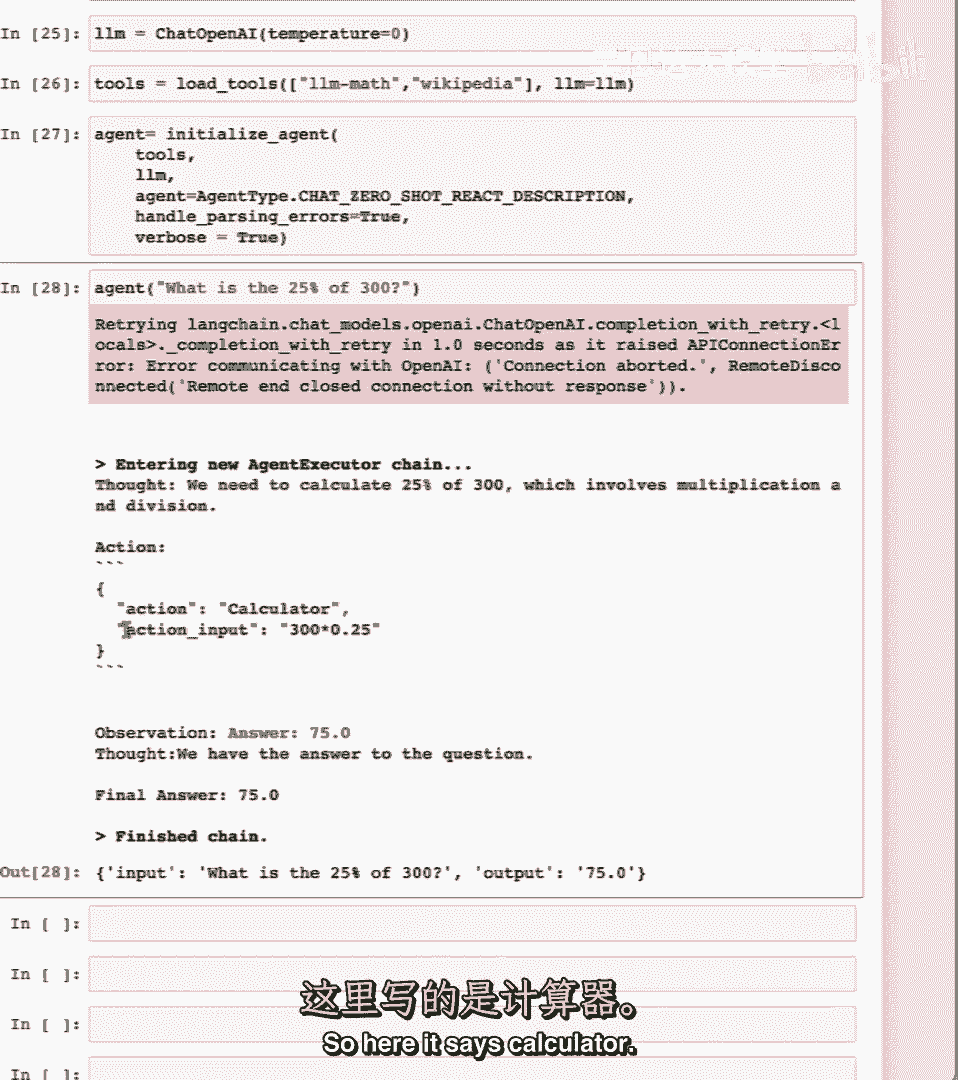 In [25]: llm = ChatOpenAI(temperature=0)
In [26]: tools = load_tools(["llm-math","wikipedia"], llm=llm)
In [27]: agent= initialize_agent(
    tools,
    llm,
    agent=AgentType.CHAT_ZERO_SHOT_REACT_DESCRIPTION,
    handle_parsing_errors=True,
    verbose = True)
In [28]: agent("What is the 25% of 300?")
Retrying langchain.chat_models.openai.ChatOpenAI.completion_with_retry.<l
ocals>._completion_with_retry in 1.0 seconds as it raised APIConnectionEr
ror: Error communicating with OpenAI: ('Connection aborted.', RemoteDisco
nnected('Remote end closed connection without response')).
> Entering new AgentExecutor chain...
Thought: We need to calculate 25% of 300, which involves multiplication a
nd division.
Action:
```
{
  "action": "Calculator",
  "action_input": "300*0.25"
}
```
Observation: Answer: 75.0
Thought:We have the answer to the question.
Final Answer: 75.0
> Finished chain.
Out[28]: {'input': 'What is the 25% of 300?', 'output': '75.0'}
In [ ]:
In [ ]:
In [ ]:
In [ ]:
这里写的是计算器。
So here it says calculator.